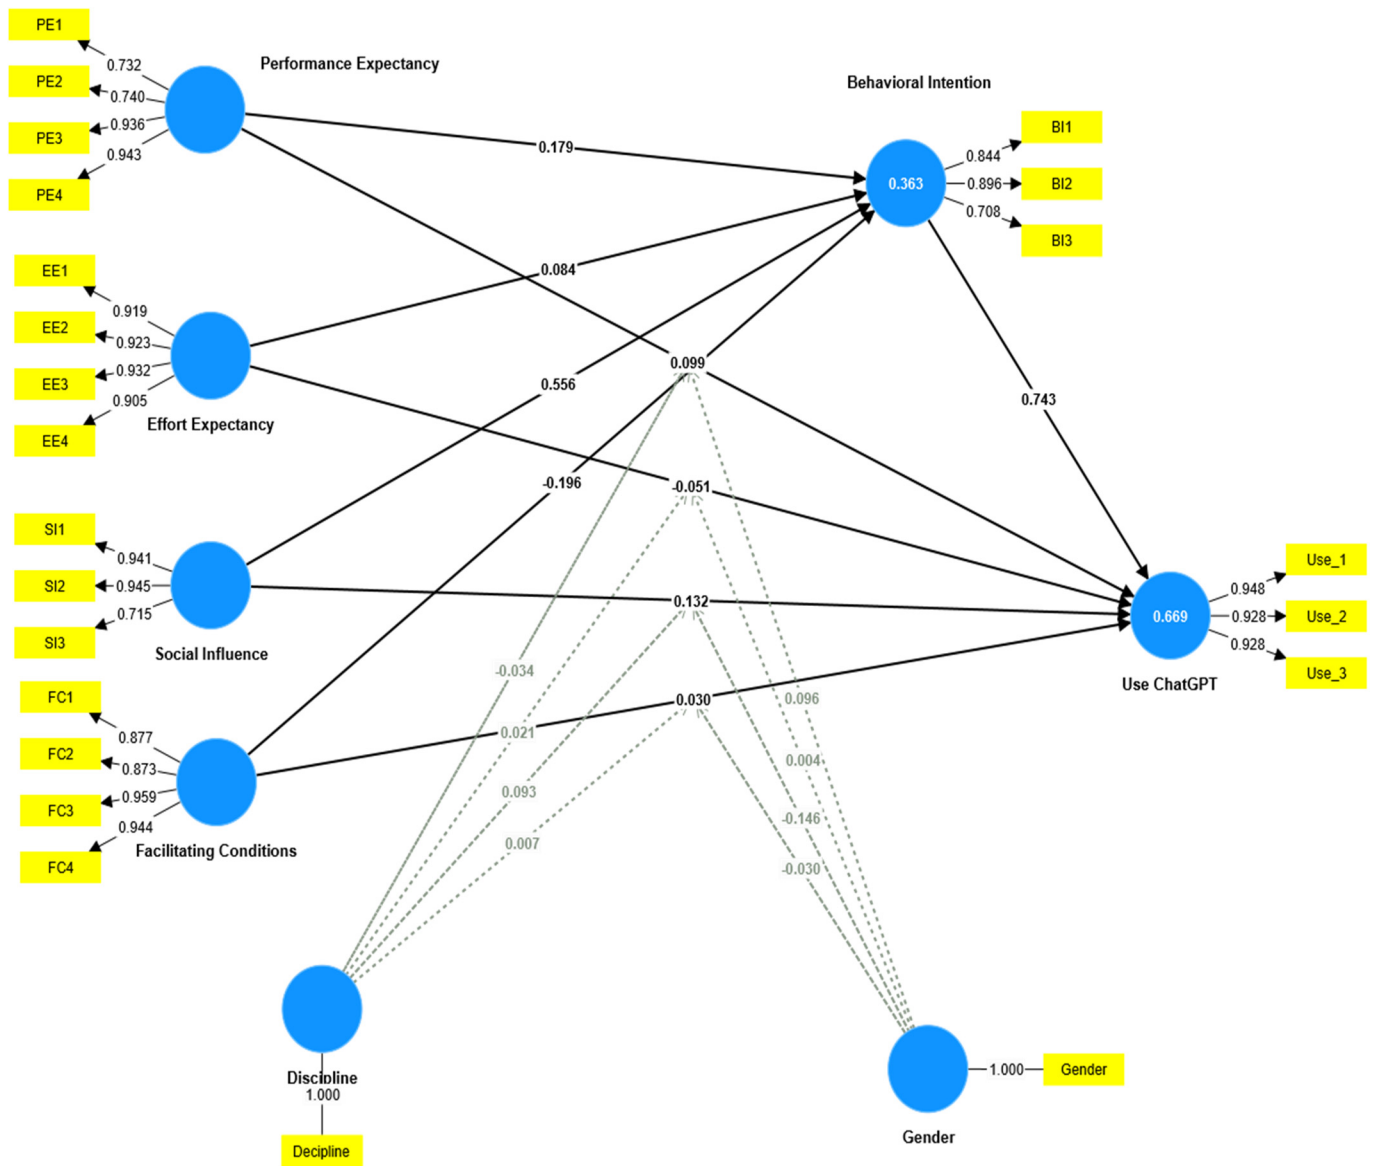 PE1
0.732
Performance Expectancy
PE2
0.740
PE3
0.936
0.943
PE4
Behavioral Intention
0.363
0.844
BI1
0.896
BI2
0.708
BI3
0.179
0.084
0.556
-0.196
0.099
0.743
EE1
0.919
EE2
0.923
EE3
0.932
0.905
EE4
Effort Expectancy
-0.051
SI1
0.941
SI2
0.945
0.715
SI3
Social Influence
0.132
0.669
Use ChatGPT
0.948
Use_1
0.928
Use_2
0.928
Use_3
FC1
0.877
FC2
0.873
FC3
0.959
0.944
FC4
Facilitating Conditions
0.030
-0.034
0.021
0.093
0.007
0.096
0.004
-0.146
-0.030
Discipline
1.000
Decipline
1.000
Gender
Gender